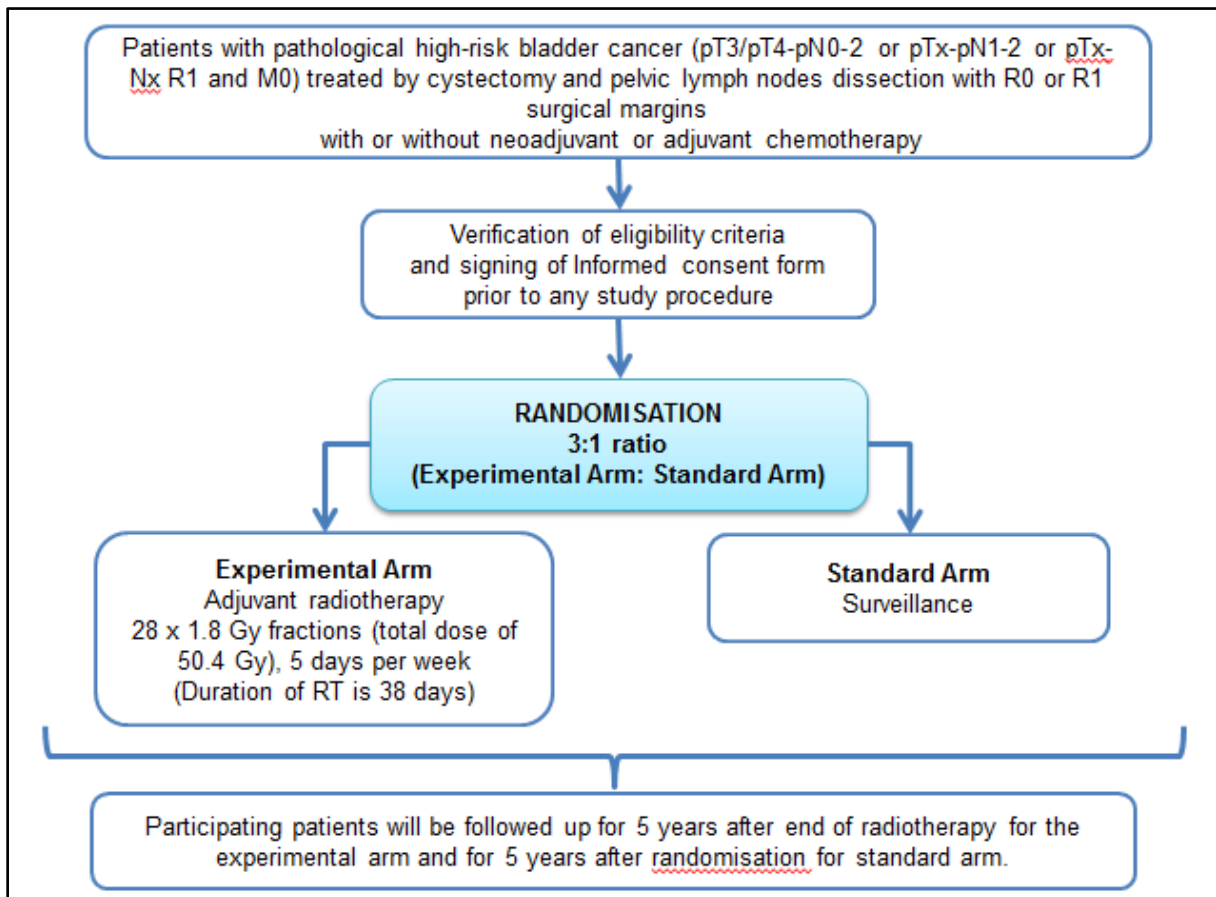 Patients with pathological high-risk bladder cancer (pT3/pT4-pN0-2 or pTx-pN1-2 or pTx-
Nx R1 and M0) treated by cystectomy and pelvic lymph nodes dissection with R0 or R1
surgical margins
with or without neoadjuvant or adjuvant chemotherapy
Verification of eligibility criteria
and signing of Informed consent form
prior to any study procedure
RANDOMISATION
3:1 ratio
(Experimental Arm: Standard Arm)
Experimental Arm
Adjuvant radiotherapy
28 x 1.8 Gy fractions (total dose of
50.4 Gy), 5 days per week
(Duration of RT is 38 days)
Standard Arm
Surveillance
Participating patients will be followed up for 5 years after end of radiotherapy for the
experimental arm and for 5 years after randomisation for standard arm.